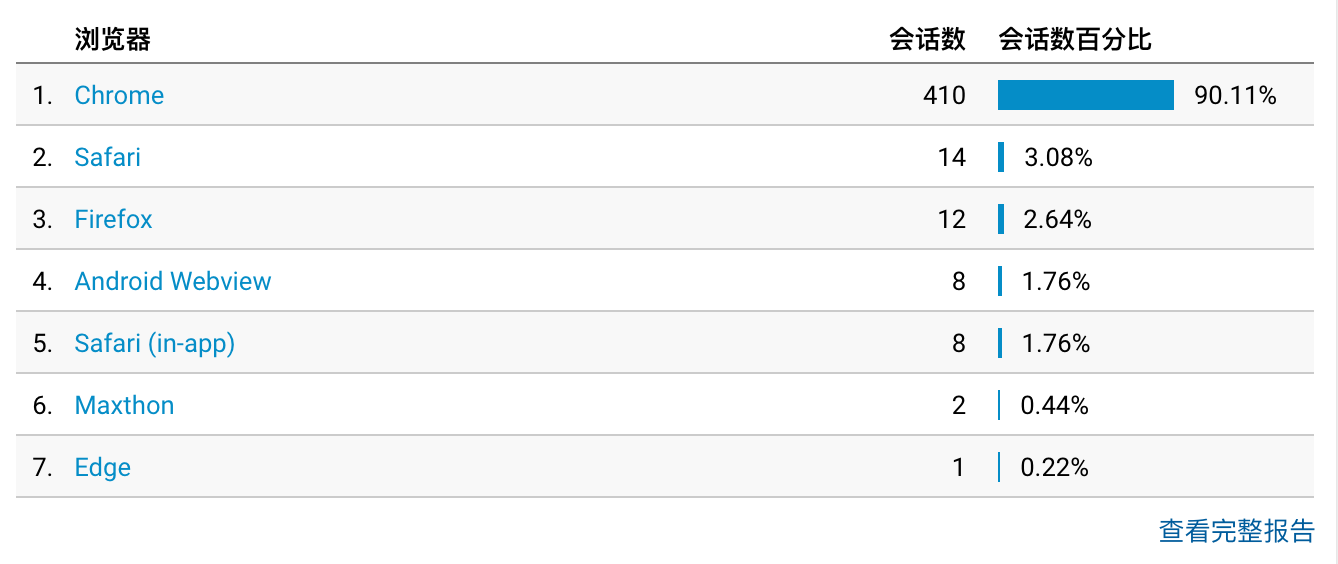 浏览器 会话数 会话数百分比
1. Chrome 410 90.11%
2. Safari 14 3.08%
3. Firefox 12 2.64%
4. Android Webview 8 1.76%
5. Safari (in-app) 8 1.76%
6. Maxthon 2 0.44%
7. Edge 1 0.22%
查看完整报告